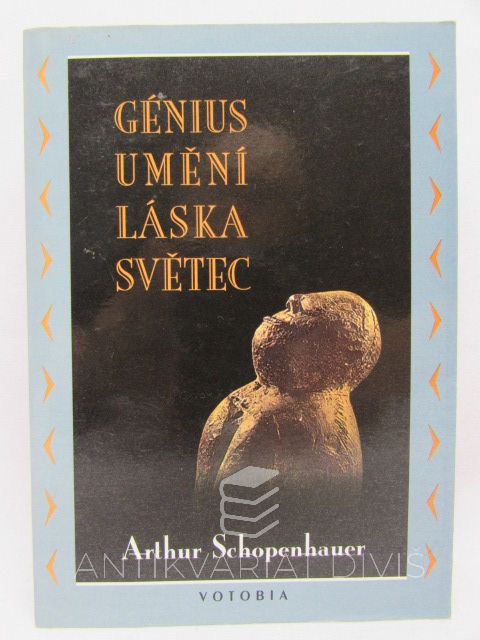 GÉNIUS
UMĚNÍ
LÁSKA
SVĚTEC
Arthur Schopenhauer
ANTIKVARIÁT DIVIŠ
VOTOBIA